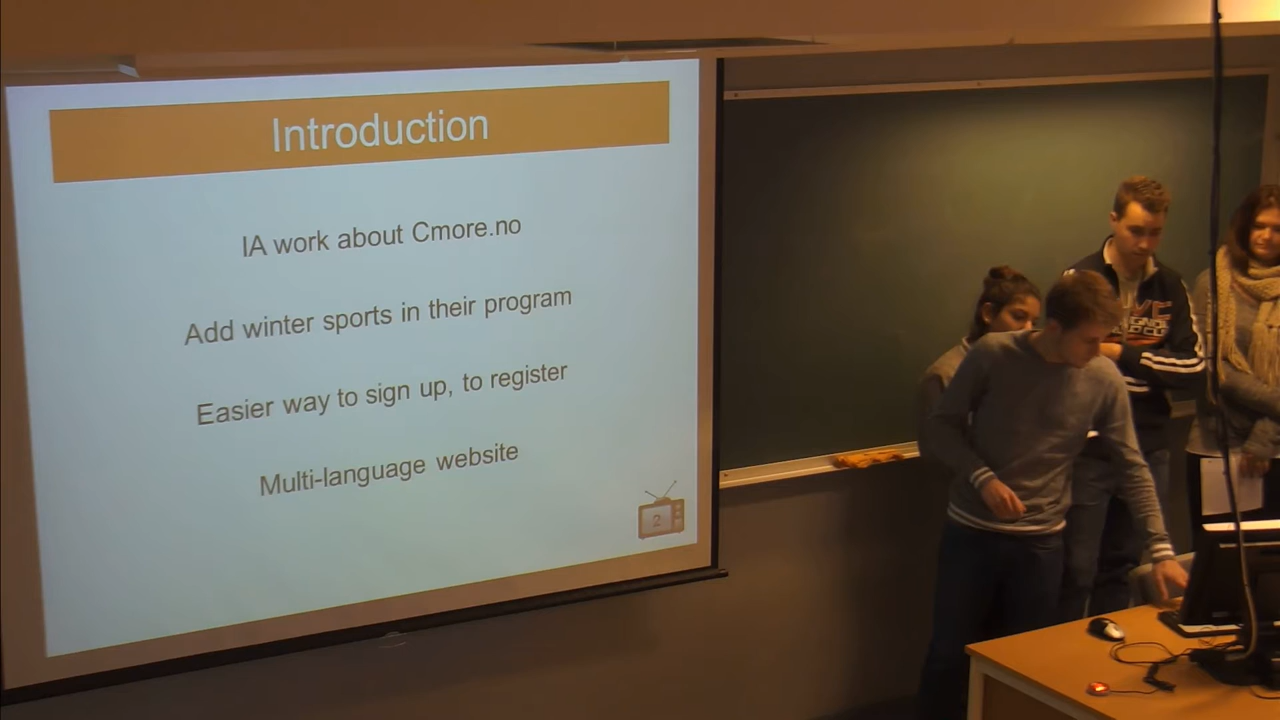 Introduction
IA work about Cmore.no
Add winter sports in their program
Easier way to sign up, to register
Multi-language website
2